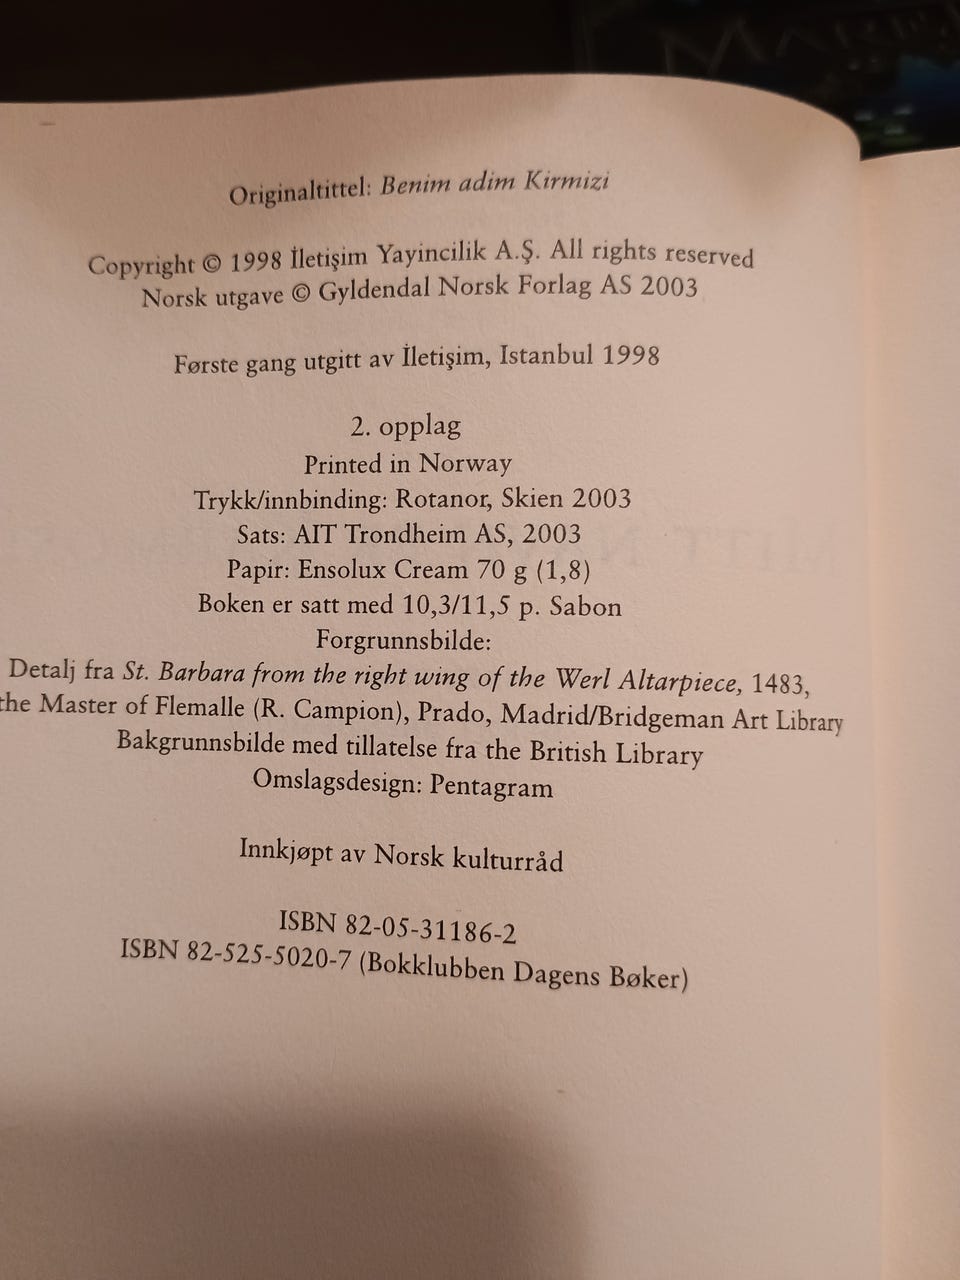 Originaltittel: Benim adim Kirmizi
Copyright © 1998 İletişim Yayincilik A.Ş. All rights reserved
Norsk utgave © Gyldendal Norsk Forlag AS 2003
Første gang utgitt av İletişim, Istanbul 1998
2. opplag
Printed in Norway
Trykk/innbinding: Rotanor, Skien 2003
Sats: AIT Trondheim AS, 2003
Papir: Ensolux Cream 70 g (1,8)
Boken er satt med 10,3/11,5 p. Sabon
Forgrunnsbilde:
Detalj fra St. Barbara from the right wing of the Werl Altarpiece, 1483,
the Master of Flemalle (R. Campion), Prado, Madrid/Bridgeman Art Library
Bakgrunnsbilde med tillatelse fra the British Library
Omslagsdesign: Pentagram
Innkjøpt av Norsk kulturråd
ISBN 82-05-31186-2
ISBN 82-525-5020-7 (Bokklubben Dagens Bøker)